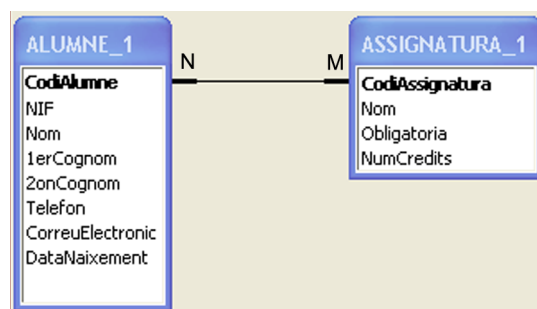 ALUMNE_1
CodiAlumne
NIF
Nom
1erCognom
2onCognom
Telefon
CorreuElectronic
DataNaixement
N
M
ASSIGNATURA_1
CodiAssignatura
Nom
Obligatoria
NumCredits